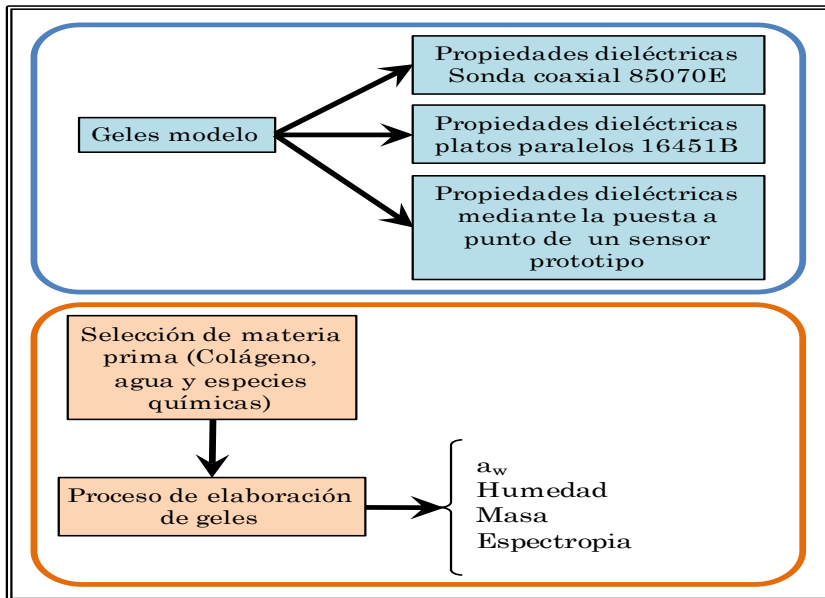 Propiedades dieléctricas
Sonda coaxial 85070E
Geles modelo
Propiedades dieléctricas
platos paralelos 16451B
Propiedades dieléctricas
mediante la puesta a
punto de un sensor
prototipo
Selección de materia
prima (Colágeno,
agua y especies
químicas)
Proceso de elaboración
de geles
aw
Humedad
Masa
Espectropia